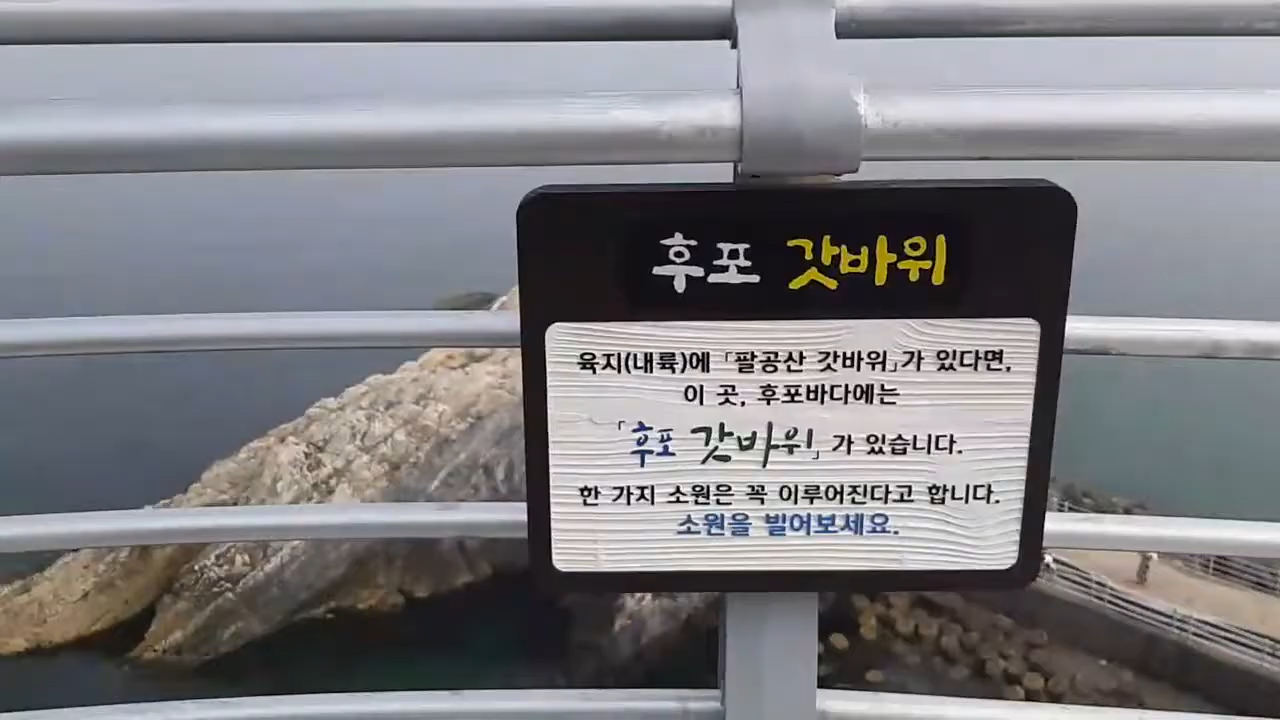 후포 갓바위
육지(내륙)에 「팔공산 갓바위」가 있다면,
이 곳, 후포바다에는
「후포 갓바위」가 있습니다.
한 가지 소원은 꼭 이루어진다고 합니다.
소원을 빌어보세요.